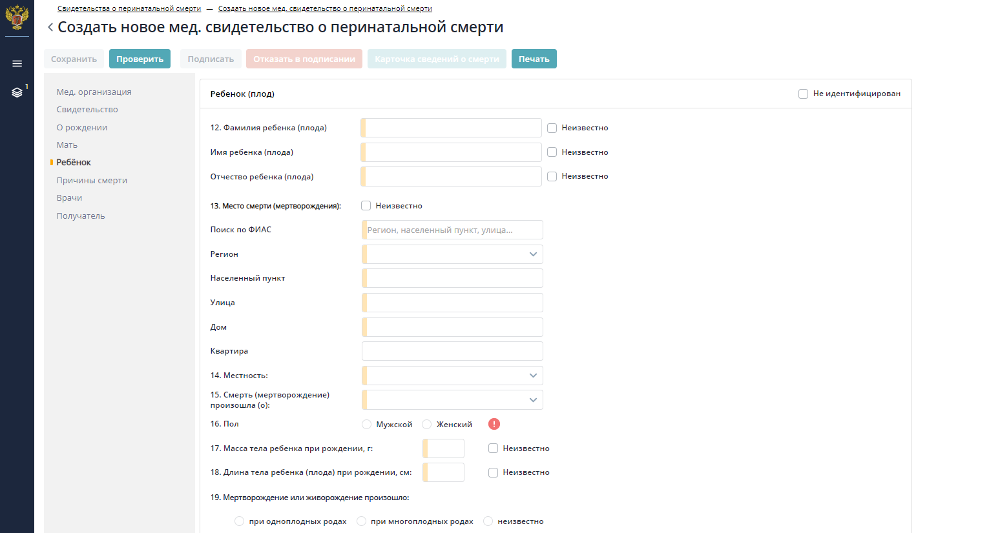 Свидетельства о перинатальной смерти — Создать новое мед. свидетельство о перинатальной смерти
Создать новое мед. свидетельство о перинатальной смерти
Сохранить Проверить Подписать Отказать в подписании Карточка сведений о смерти Печать
1
Мед. организация
Свидетельство
О рождении
Мать
Ребёнок
Причины смерти
Врачи
Получатель
Ребенок (плод) Не идентифицирован
12. Фамилия ребенка (плода) Неизвестно
Имя ребенка (плода) Неизвестно
Отчество ребенка (плода) Неизвестно
13. Место смерти (мертворождения): Неизвестно
Поиск по ФИАС Регион, населенный пункт, улица...
Регион
Населенный пункт
Улица
Дом
Квартира
14. Местность:
15. Смерть (мертворождение)
произошла (о):
16. Пол Мужской Женский !
17. Масса тела ребенка при рождении, г: Неизвестно
18. Длина тела ребенка (плода) при рождении, см: Неизвестно
19. Мертворождение или живорождение произошло:
при одноплодных родах при многоплодных родах неизвестно